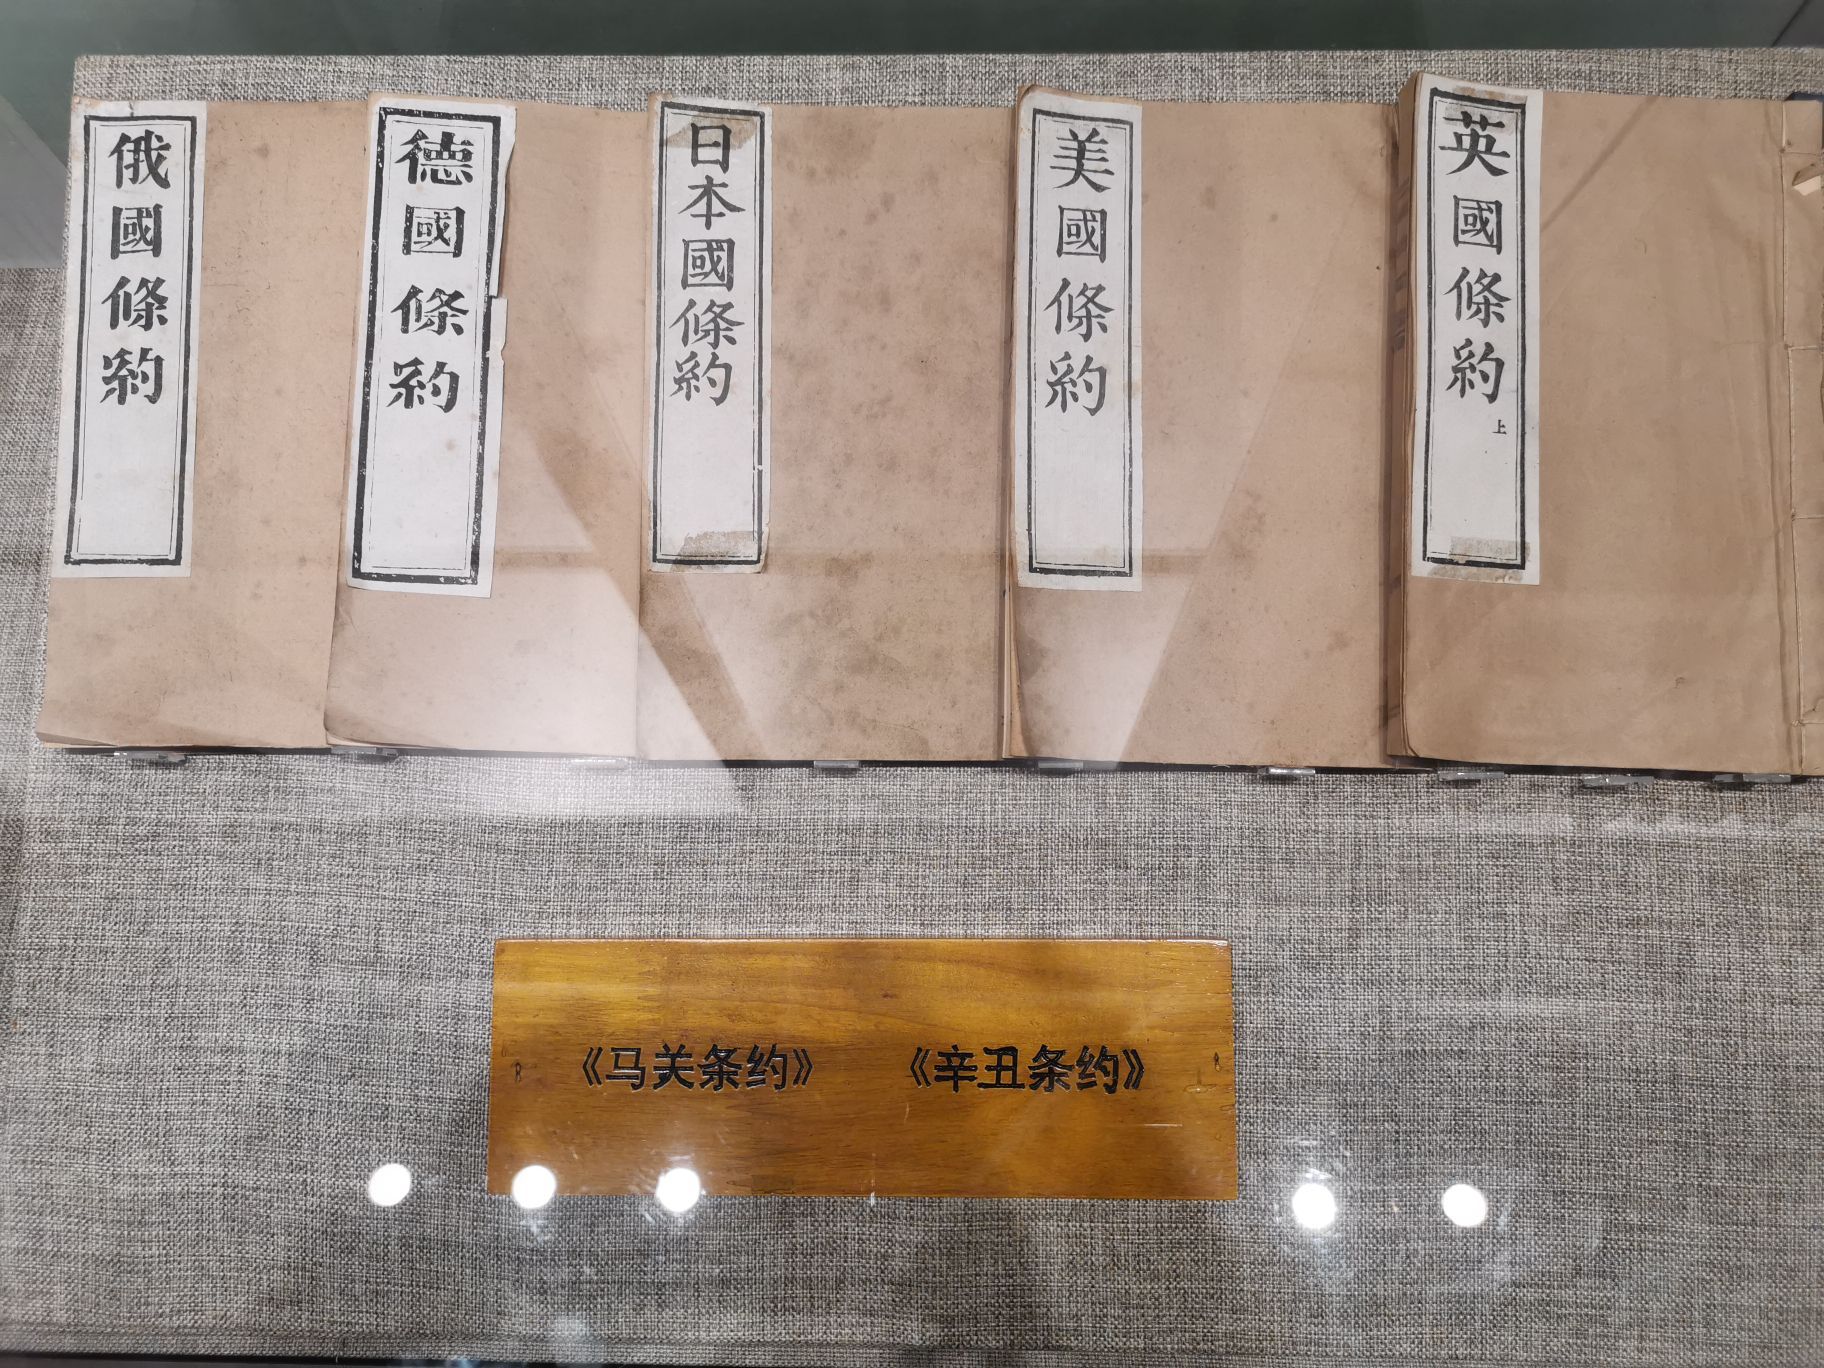 俄國條約
德國條約
日本國條約
美國條約
英國條約上
《马关条约》 《辛丑条约》